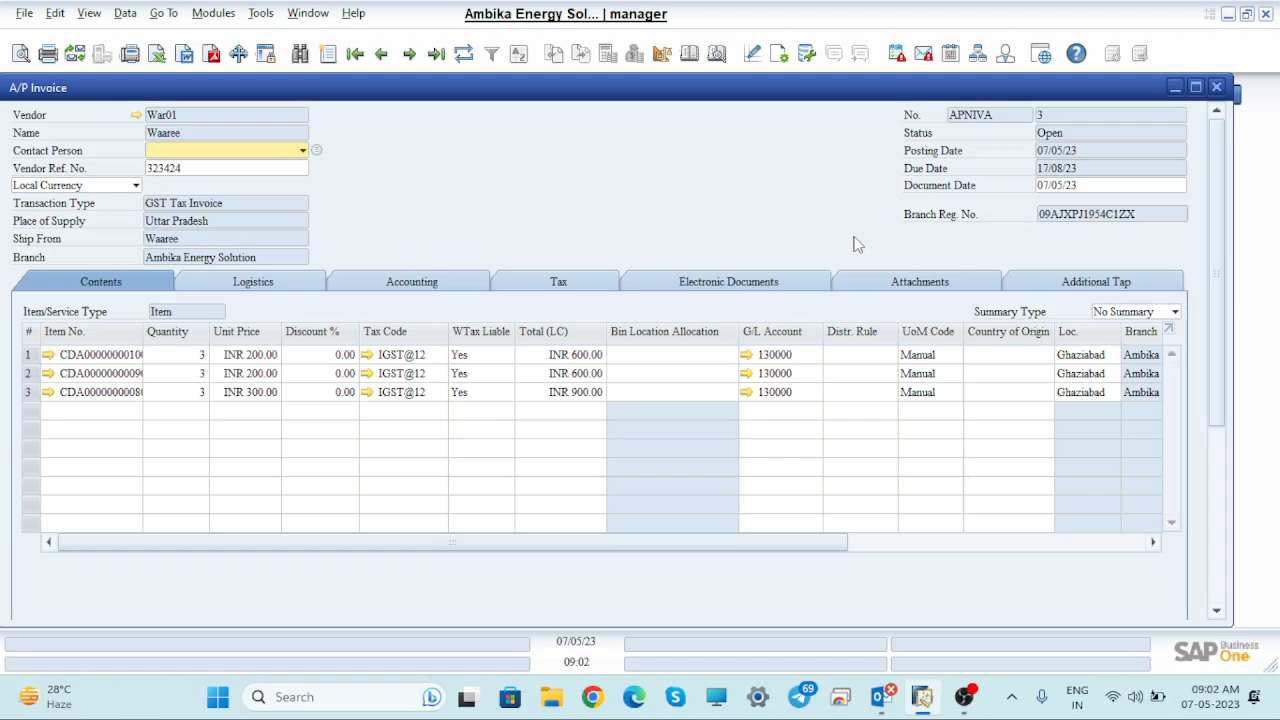 File Edit View Data Go To Modules Tools Window Help Ambika Energy Sol... | manager
A/P Invoice
Vendor War01 No. APNIVA 3
Name Waaree Status Open
Contact Person Posting Date 07/05/23
Vendor Ref. No. 323424 Due Date 17/08/23
Local Currency Document Date 07/05/23
Transaction Type GST Tax Invoice
Place of Supply Uttar Pradesh Branch Reg. No. 09AJXPJ1954C1ZX
Ship From Waaree
Branch Ambika Energy Solution
Contents Logistics Accounting Tax Electronic Documents Attachments Additional Tap
Item/Service Type Item Summary Type No Summary
# Item No. Quantity Unit Price Discount % Tax Code WTax Liable Total (LC) Bin Location Allocation G/L Account Distr. Rule UoM Code Country of Origin Loc. Branch
1 CDA0000000010( 3 INR 200.00 0.00 IGST@12 Yes INR 600.00 130000 Manual Ghaziabad Ambika
2 CDA000000009( 3 INR 200.00 0.00 IGST@12 Yes INR 600.00 130000 Manual Ghaziabad Ambika
3 CDA000000008( 3 INR 300.00 0.00 IGST@12 Yes INR 900.00 130000 Manual Ghaziabad Ambika
07/05/23
09:02
SAP Business One
28°C
Haze
Search
69
ENG
IN
09:02 AM
07-05-2023